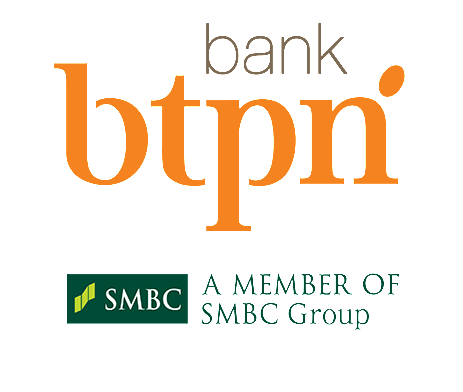 bank
btpn
SMBC
A MEMBER OF
SMBC Group